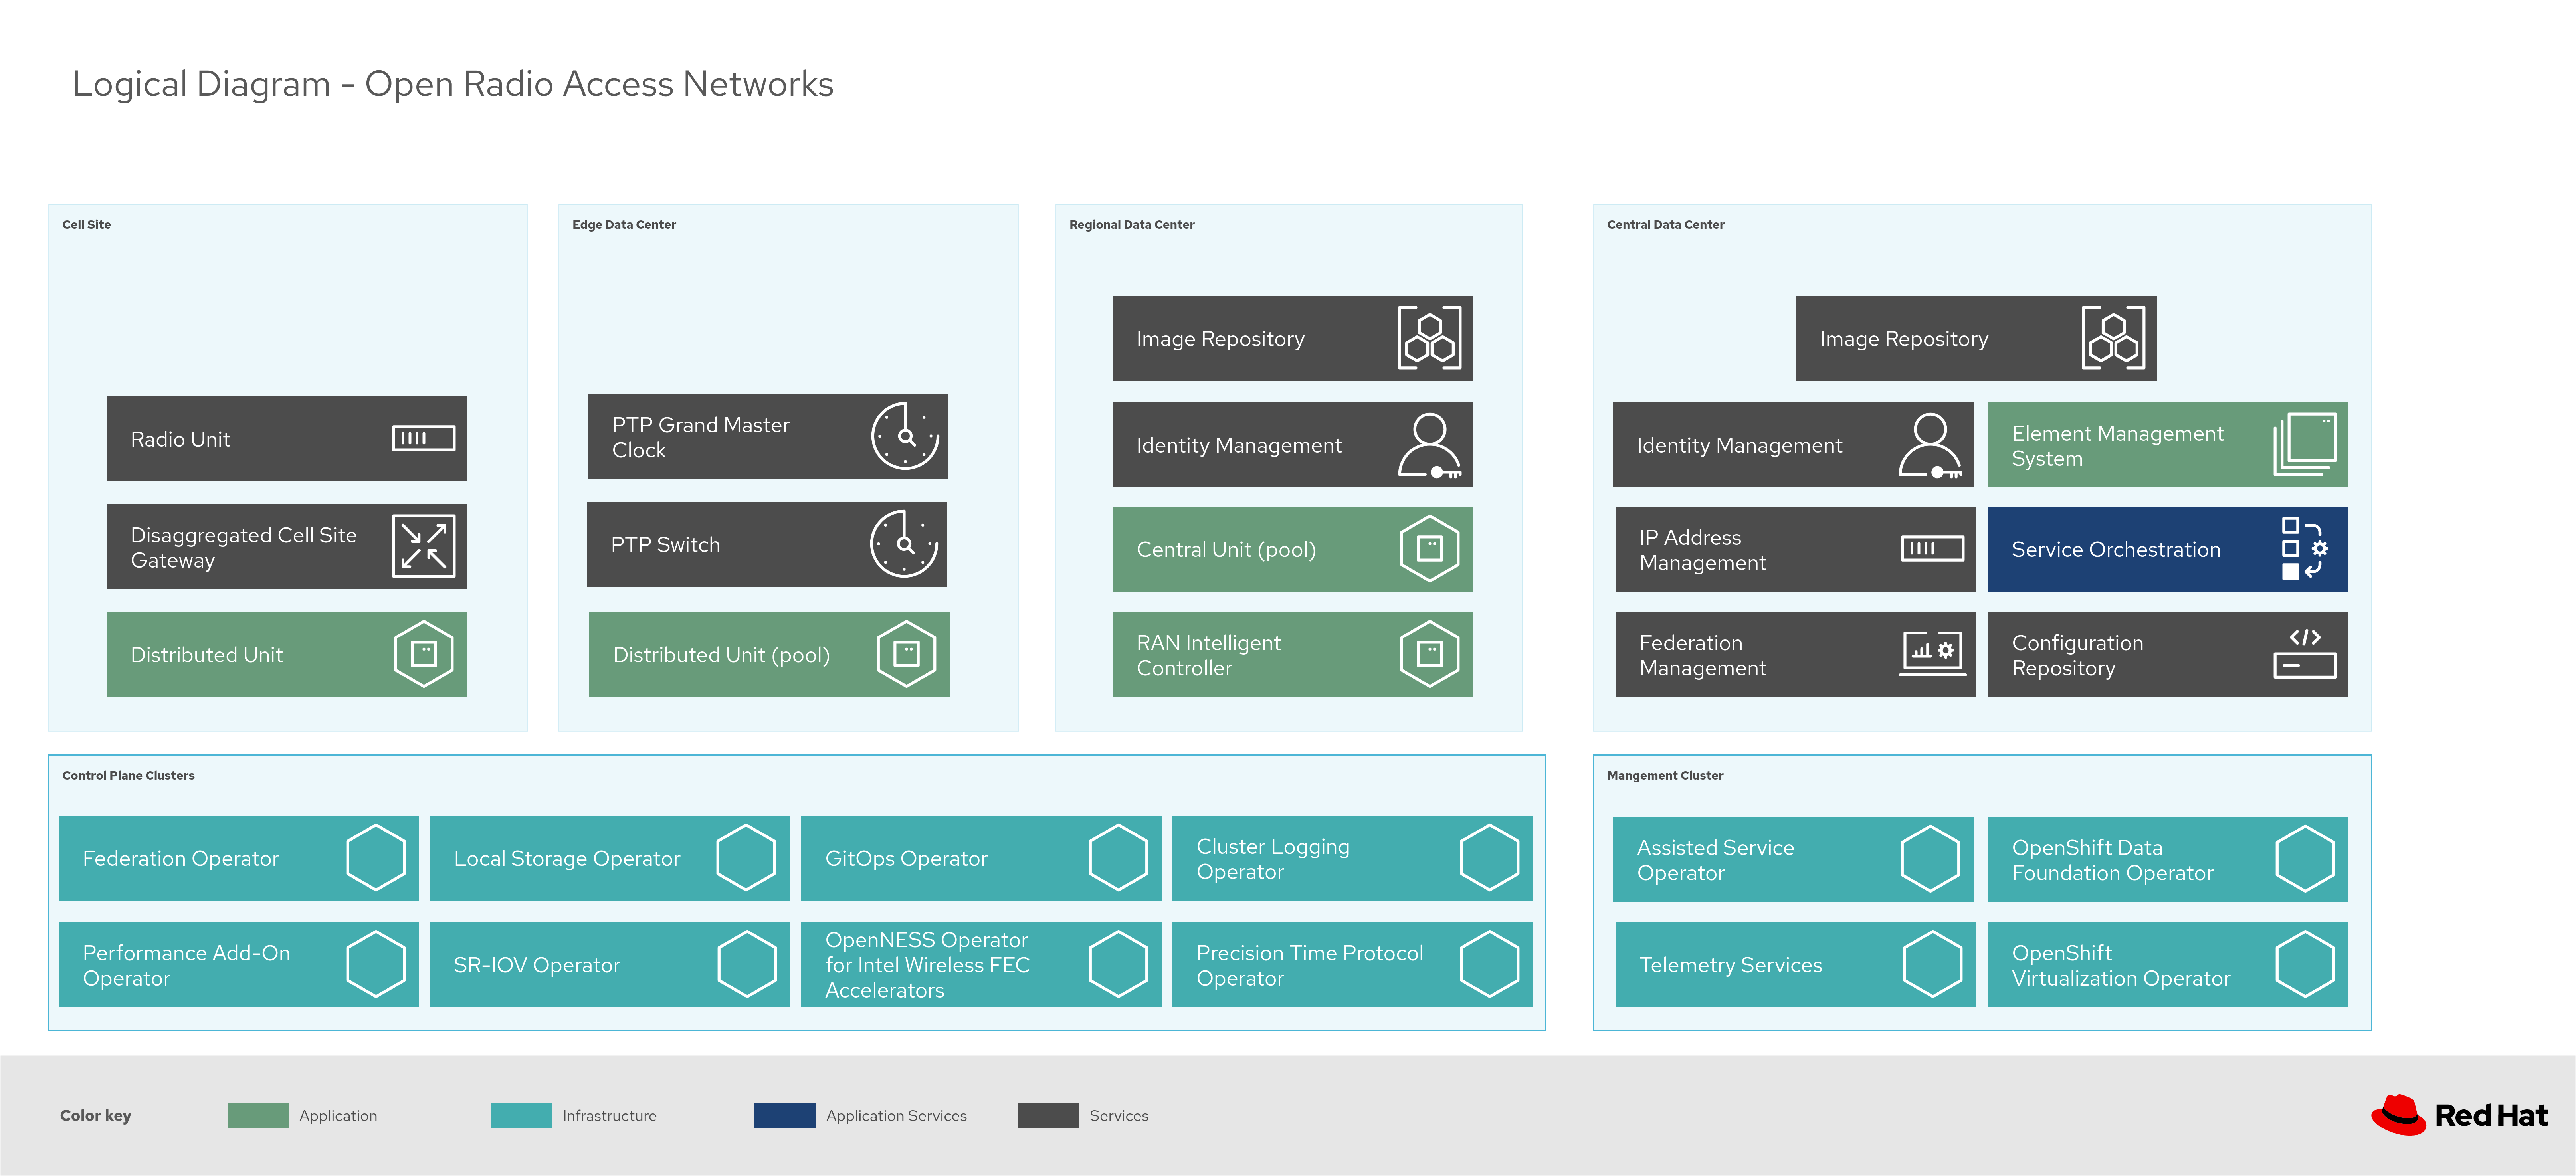 Logical Diagram - Open Radio Access Networks
Cell Site
Radio Unit
Disaggregated Cell Site
Gateway
Distributed Unit
Edge Data Center
PTP Grand Master
Clock
PTP Switch
Distributed Unit (pool)
Regional Data Center
Image Repository
Identity Management
Central Unit (pool)
RAN Intelligent
Controller
Central Data Center
Image Repository
Identity Management
Element Management
System
IP Address
Management
Service Orchestration
Federation
Management
Configuration
Repository
Control Plane Clusters
Federation Operator
Local Storage Operator
GitOps Operator
Cluster Logging
Operator
Performance Add-On
Operator
SR-IOV Operator
OpenNESS Operator
for Intel Wireless FEC
Accelerators
Precision Time Protocol
Operator
Mangement Cluster
Assisted Service
Operator
OpenShift Data
Foundation Operator
Telemetry Services
OpenShift
Virtualization Operator
Color key
Application
Infrastructure
Application Services
Services
Red Hat